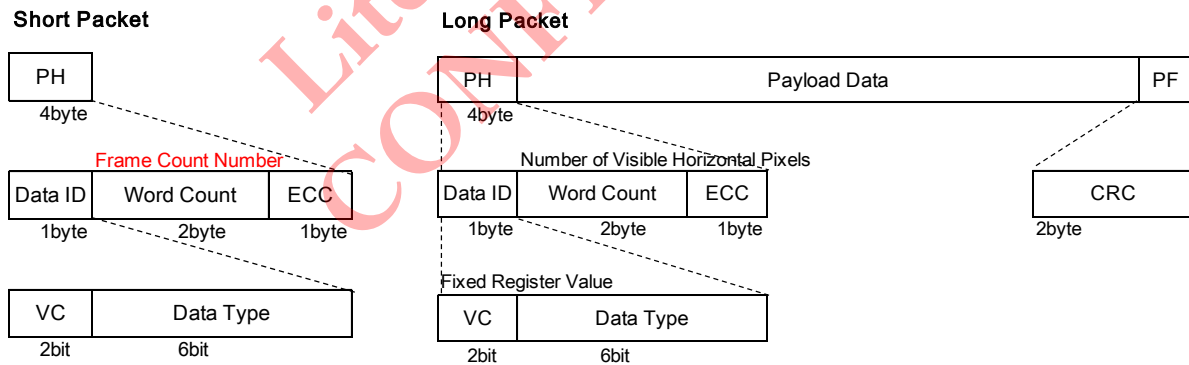 Short Packet
PH
4byte
Frame Count Number
Data ID Word Count ECC
1byte 2byte 1byte
VC Data Type
2bit 6bit
Long Packet
PH Payload Data PF
4byte
Number of Visible Horizontal Pixels
Data ID Word Count ECC CRC
1byte 2byte 1byte 2byte
Fixed Register Value
VC Data Type
2bit 6bit